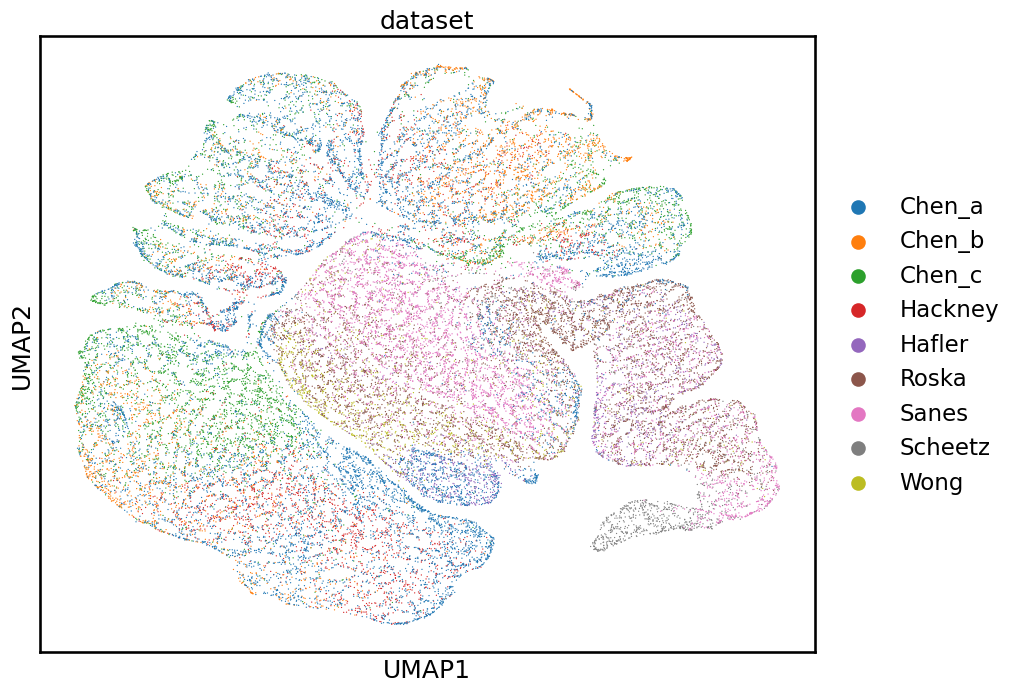 dataset
UMAP2
UMAP1
Chen_a
Chen_b
Chen_c
Hackney
Hafler
Roska
Sanes
Scheetz
Wong